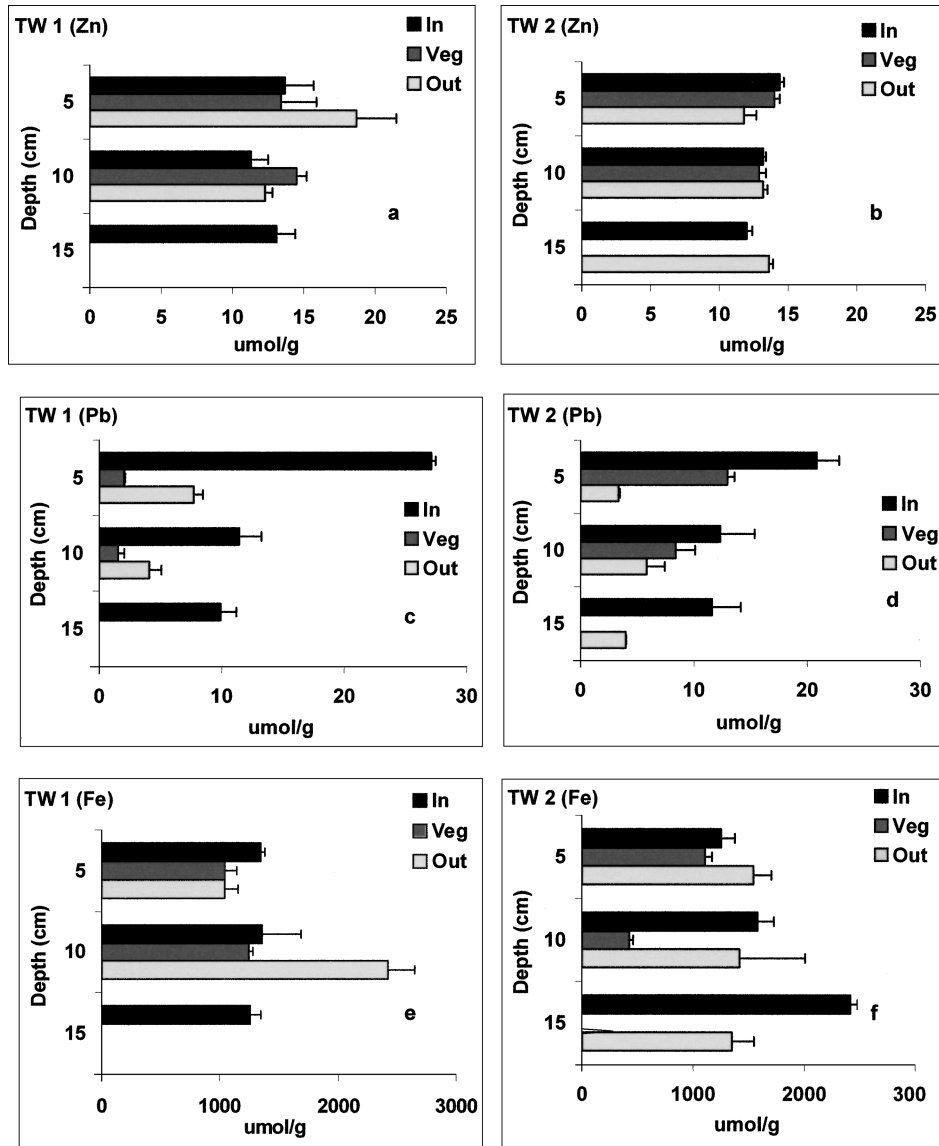 TW 1 (Zn)
In
Veg
Out
Depth (cm)
5
10
15
a
0 5 10 15 20 25
umol/g
TW 2 (Zn)
In
Veg
Out
Depth (cm)
5
10
15
b
0 5 10 15 20 25
umol/g
TW 1 (Pb)
In
Veg
Out
Depth (cm)
5
10
15
c
0 10 20 30
umol/g
TW 2 (Pb)
In
Veg
Out
Depth (cm)
5
10
15
d
0 10 20 30
umol/g
TW 1 (Fe)
In
Veg
Out
Depth (cm)
5
10
15
e
0 1000 2000 3000
umol/g
TW 2 (Fe)
In
Veg
Out
Depth (cm)
5
10
15
f
0 1000 2000 3000
umol/g